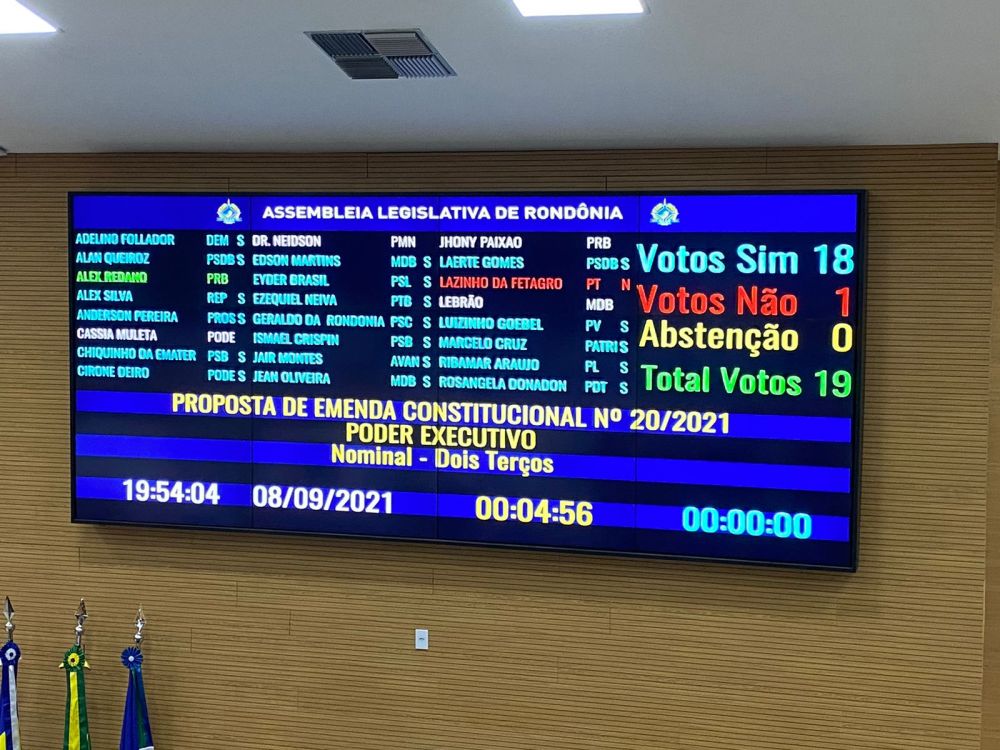 ASSEMBLEIA LEGISLATIVA DE RONDÔNIA
ADELINO FOLLADOR DEM S DR. NEIDSON PMN JHONY PAIXAO PRB
ALAN QUEIROZ PSDB S EDSON MARTINS MDB S LAERTE GOMES PSDB S
ALEX REDANO PRB EYDER BRASIL PSL S LAZINHO DA FETAGRO PT N
ALEX SILVA REP S EZEQUIEL NEIVA PTB S LEBRÃO MDB
ANDERSON PEREIRA PROS S GERALDO DA RONDONIA PSC S LUIZINHO GOEBEL PV S
CASSIA MULETA PODE ISMAEL CRISPIN PSB S MARCELO CRUZ PATRI S
CHIQUINHO DA EMATER PSB S JAIR MONTES AVAN S RIBAMAR ARAUJO PL S
CIRONE DEIRO PODE S JEAN OLIVEIRA MDB S ROSANGELA DONADON PDT S
Votos Sim 18
Votos Não 1
Abstenção 0
Total Votos 19
PROPOSTA DE EMENDA CONSTITUCIONAL Nº 20/2021
PODER EXECUTIVO
Nominal - Dois Terços
19:54:04 08/09/2021 00:04:56 00:00:00